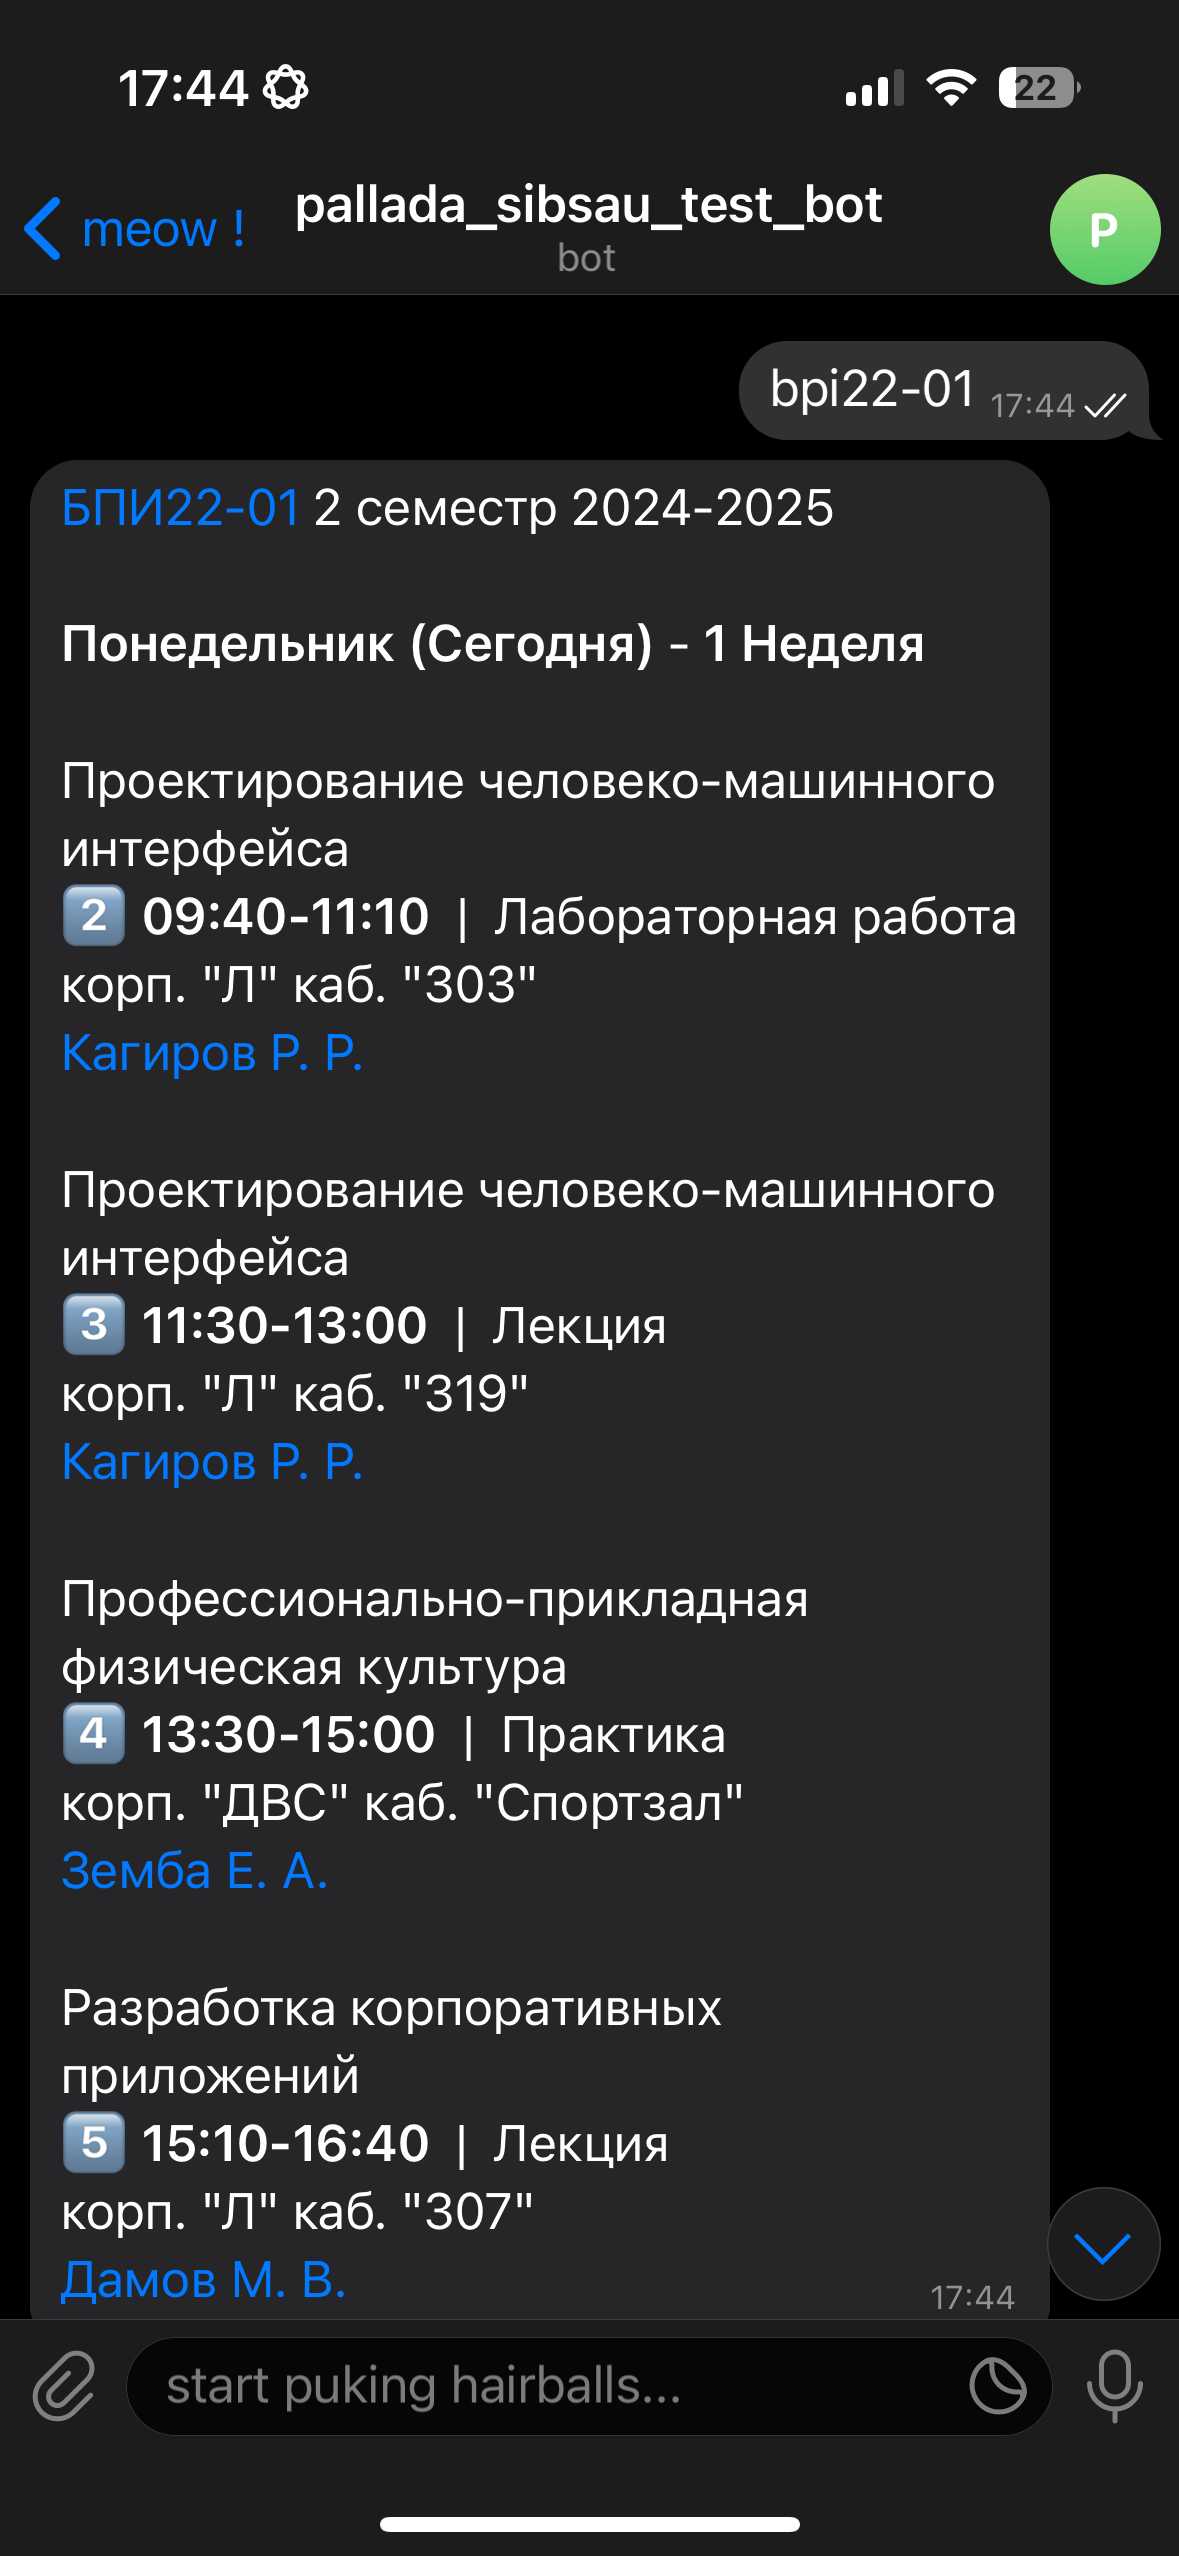 17:44
22
meow !
pallada_sibsau_test_bot
bot
P
bpi22-01 17:44
БПИ22-01 2 семестр 2024-2025
Понедельник (Сегодня) - 1 Неделя
Проектирование человеко-машинного
интерфейса
2 09:40-11:10 | Лабораторная работа
корп. "Л" каб. "303"
Кагиров Р. Р.
Проектирование человеко-машинного
интерфейса
3 11:30-13:00 | Лекция
корп. "Л" каб. "319"
Кагиров Р. Р.
Профессионально-прикладная
физическая культура
4 13:30-15:00 | Практика
корп. "ДВС" каб. "Спортзал"
Земба Е. А.
Разработка корпоративных
приложений
5 15:10-16:40 | Лекция
корп. "Л" каб. "307"
Дамов М. В.
17:44
start puking hairballs...